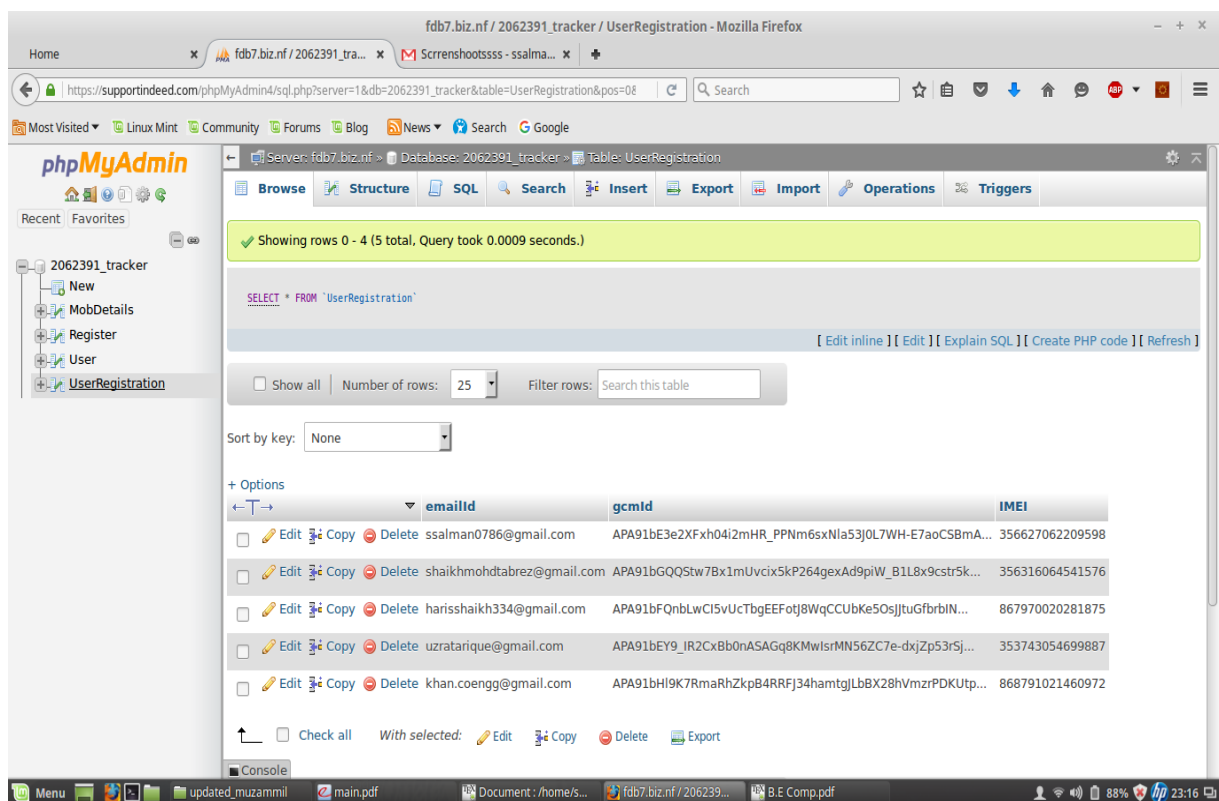 fdb7.biz.nf / 2062391_tracker / UserRegistration - Mozilla Firefox
Home fdb7.biz.nf / 2062391_tra... Scrrenshootssss - ssalma...
https://supportindeed.com/phpMyAdmin4/sql.php?server=1&db=2062391_tracker&table=UserRegistration&pos=0& Search ABP
Most Visited Linux Mint Community Forums Blog News Search Google
phpMyAdmin
Recent Favorites
2062391_tracker
New
MobDetails
Register
User
UserRegistration
Server: fdb7.biz.nf » Database: 2062391_tracker » Table: UserRegistration
Browse Structure SQL Search Insert Export Import Operations Triggers
Showing rows 0 - 4 (5 total, Query took 0.0009 seconds.)
SELECT * FROM `UserRegistration`
[ Edit inline ] [ Edit ] [ Explain SQL ] [ Create PHP code ] [ Refresh ]
Show all Number of rows: 25 Filter rows: Search this table
Sort by key: None
+ Options
←T→ emailId gcmId IMEI
Edit Copy Delete ssalman0786@gmail.com APA91bE3e2XFxh04i2mHR_PPNm6sxNla53J0L7WH-E7aoCSBmA... 356627062209598
Edit Copy Delete shaikhmohdtabrez@gmail.com APA91bGQQStw7Bx1mUvcix5kP264gexAd9piW_B1L8x9cstr5k... 356316064541576
Edit Copy Delete harisshaikh334@gmail.com APA91bFQnbLwCI5vUcTbgEEFotJ8WqCCUbKe5OsJJtuGfbrbIN... 867970020281875
Edit Copy Delete uzratarique@gmail.com APA91bEY9_IR2CxBb0nASAGq8KMwIsrMN56ZC7e-dxjZp53rSj... 353743054699887
Edit Copy Delete khan.coengg@gmail.com APA91bHl9K7RmaRhZkpB4RRFJ34hamtgJLbBX28hVmzrPDKUtp... 868791021460972
Check all With selected: Edit Copy Delete Export
Console
Menu updated_muzammil main.pdf Document : /home/s... fdb7.biz.nf / 206239... B.E Comp.pdf 88% hp 23:16